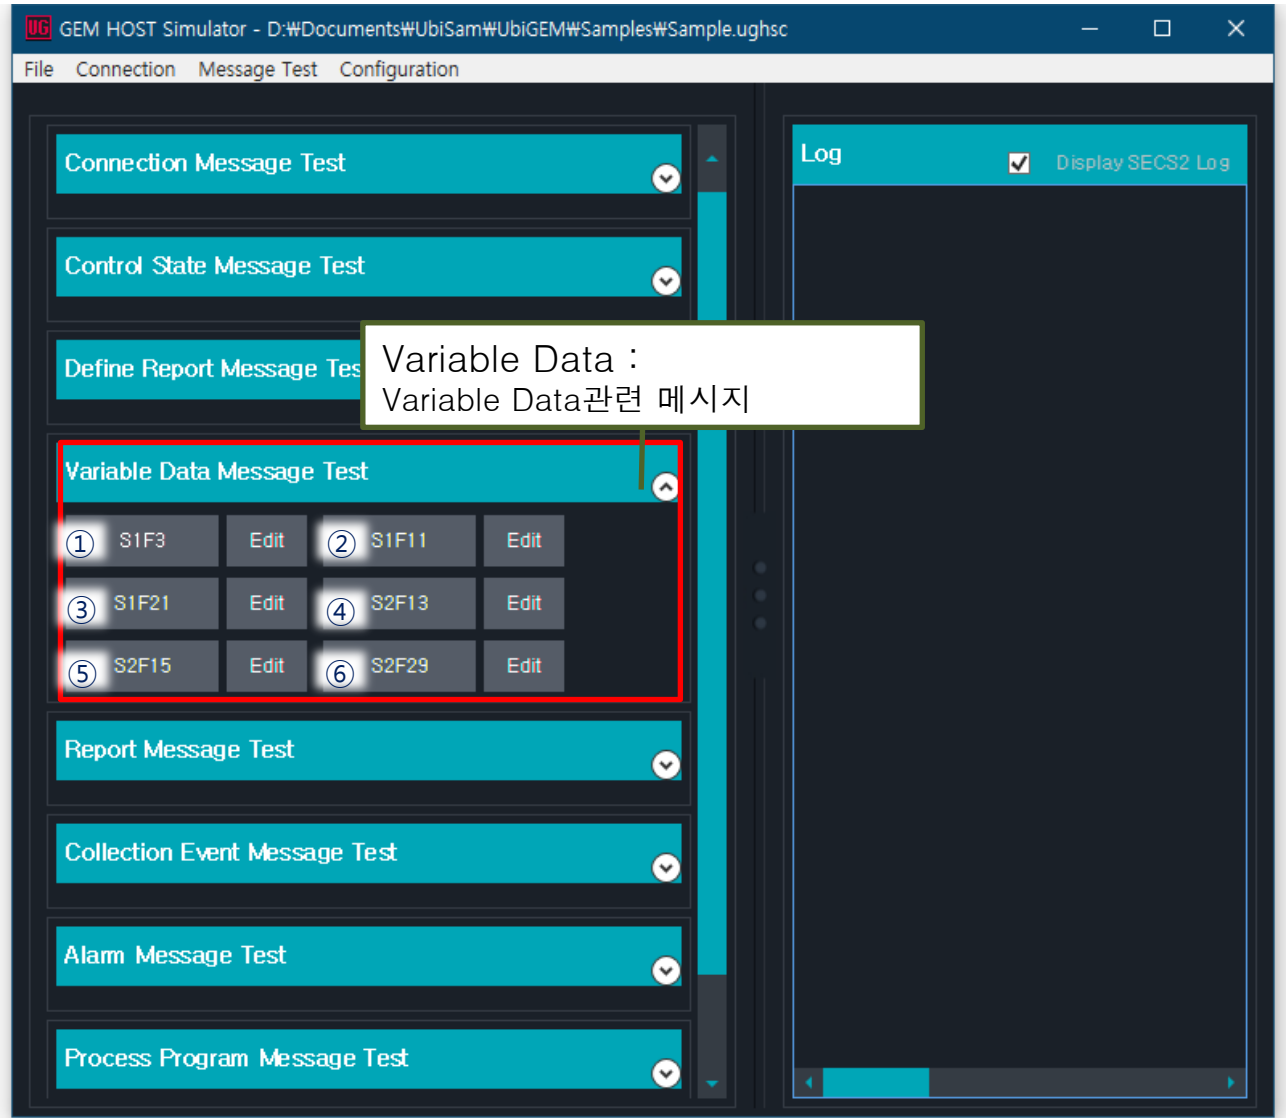 UG GEM HOST Simulator - D:₩Documents₩UbiSam₩UbiGEM₩Samples₩Sample.ughsc
File Connection Message Test Configuration
Connection Message Test
Control State Message Test
Define Report Message Tes
Variable Data :
Variable Data관련 메시지
Variable Data Message Test
① S1F3 Edit ② S1F11 Edit
③ S1F21 Edit ④ S2F13 Edit
⑤ S2F15 Edit ⑥ S2F29 Edit
Report Message Test
Collection Event Message Test
Alarm Message Test
Process Program Message Test
Log Display SECS2 Log